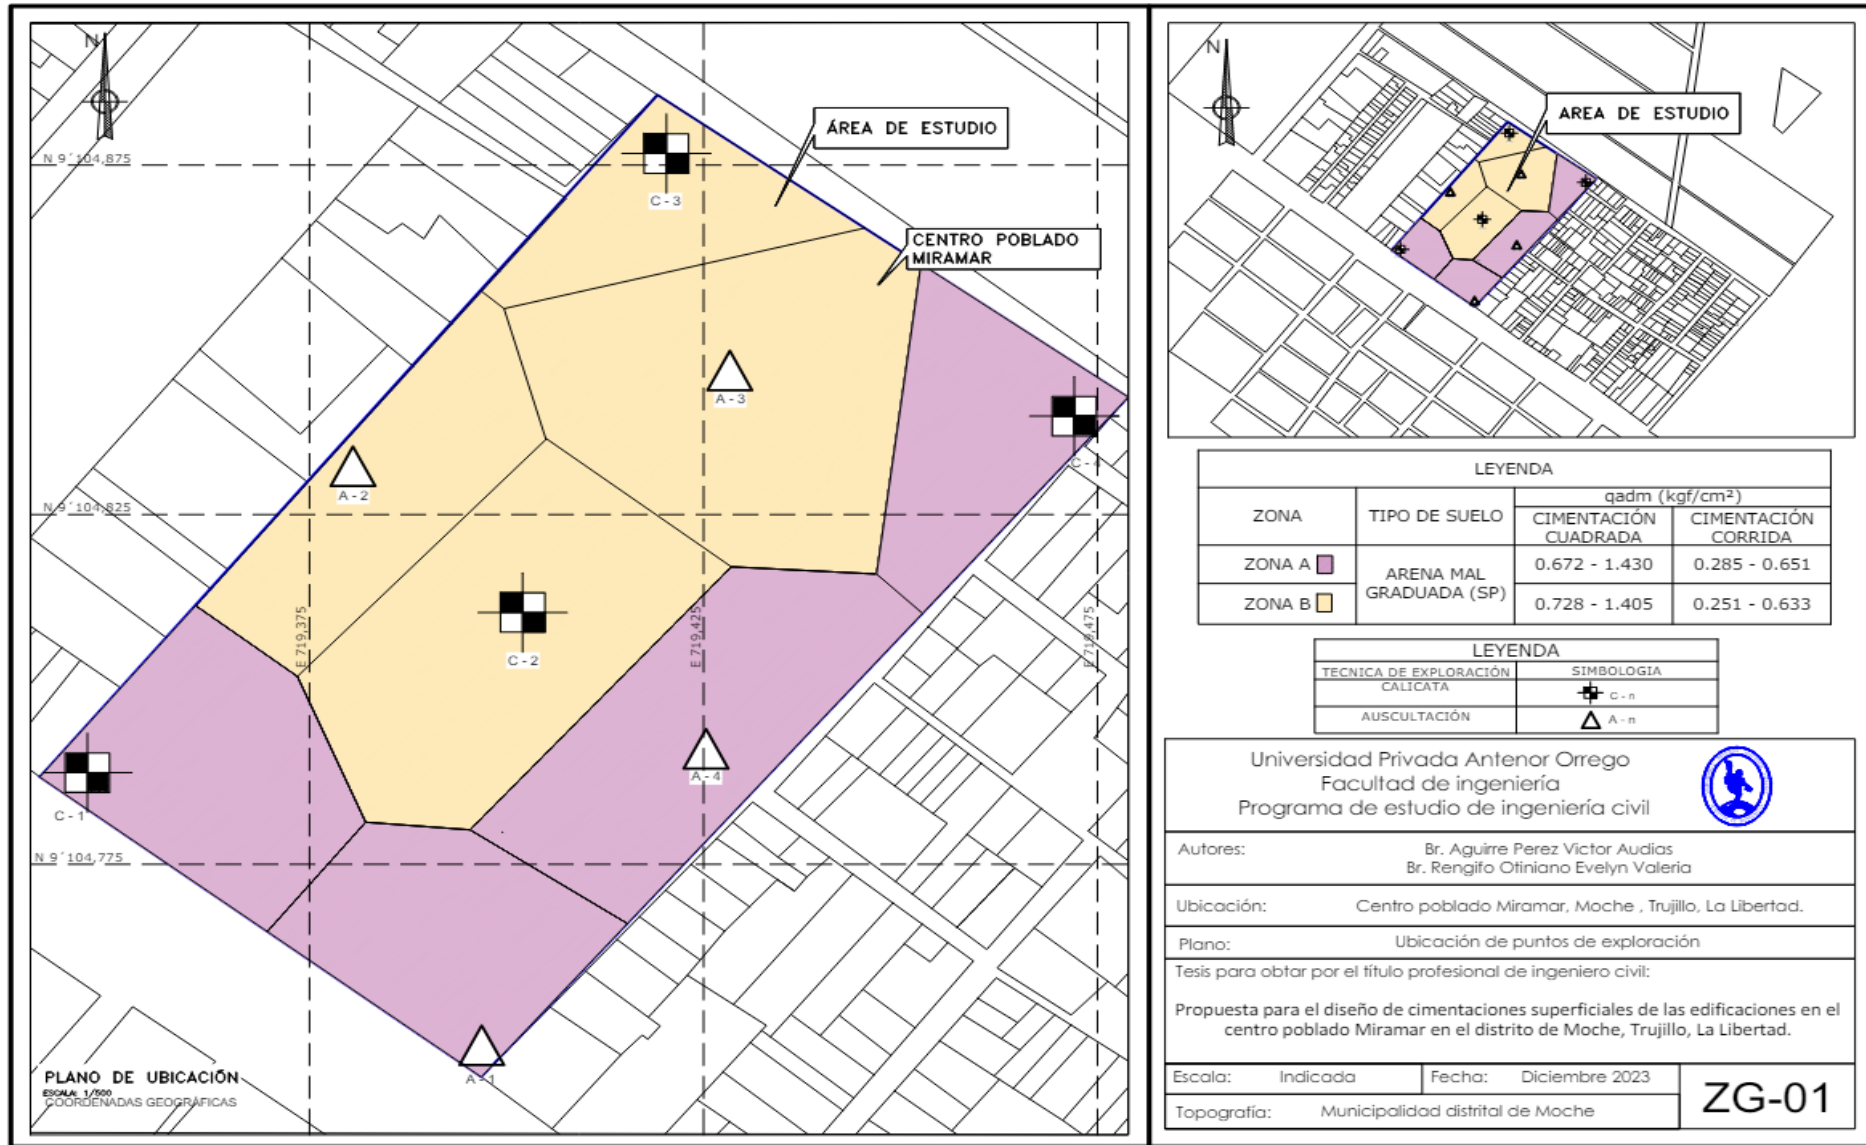 N
N 9´104,875
C - 3
ÁREA DE ESTUDIO
CENTRO POBLADO
MIRAMAR
A - 3
A - 2
C - 4
N 9´104,825
E 719,375
E 719,425
E 719,475
C - 2
A - 4
C - 1
N 9´104,775
A - 1
PLANO DE UBICACIÓN
ESCALA: 1/500
COORDENADAS GEOGRÁFICAS
N
AREA DE ESTUDIO
LEYENDA
ZONA TIPO DE SUELO qadm (kgf/cm²)
CIMENTACIÓN CUADRADA CIMENTACIÓN CORRIDA
ZONA A ARENA MAL GRADUADA (SP) 0.672 - 1.430 0.285 - 0.651
ZONA B 0.728 - 1.405 0.251 - 0.633
LEYENDA
TECNICA DE EXPLORACIÓN SIMBOLOGIA
CALICATA C - n
AUSCULTACIÓN A - n
Universidad Privada Antenor Orrego
Facultad de ingeniería
Programa de estudio de ingeniería civil
Autores: Br. Aguirre Perez Victor Audias
Br. Rengifo Otiniano Evelyn Valeria
Ubicación: Centro poblado Miramar, Moche , Trujillo, La Libertad.
Plano: Ubicación de puntos de exploración
Tesis para obtar por el título profesional de ingeniero civil:
Propuesta para el diseño de cimentaciones superficiales de las edificaciones en el
centro poblado Miramar en el distrito de Moche, Trujillo, La Libertad.
Escala: Indicada Fecha: Diciembre 2023
Topografía: Municipalidad distrital de Moche
ZG-01